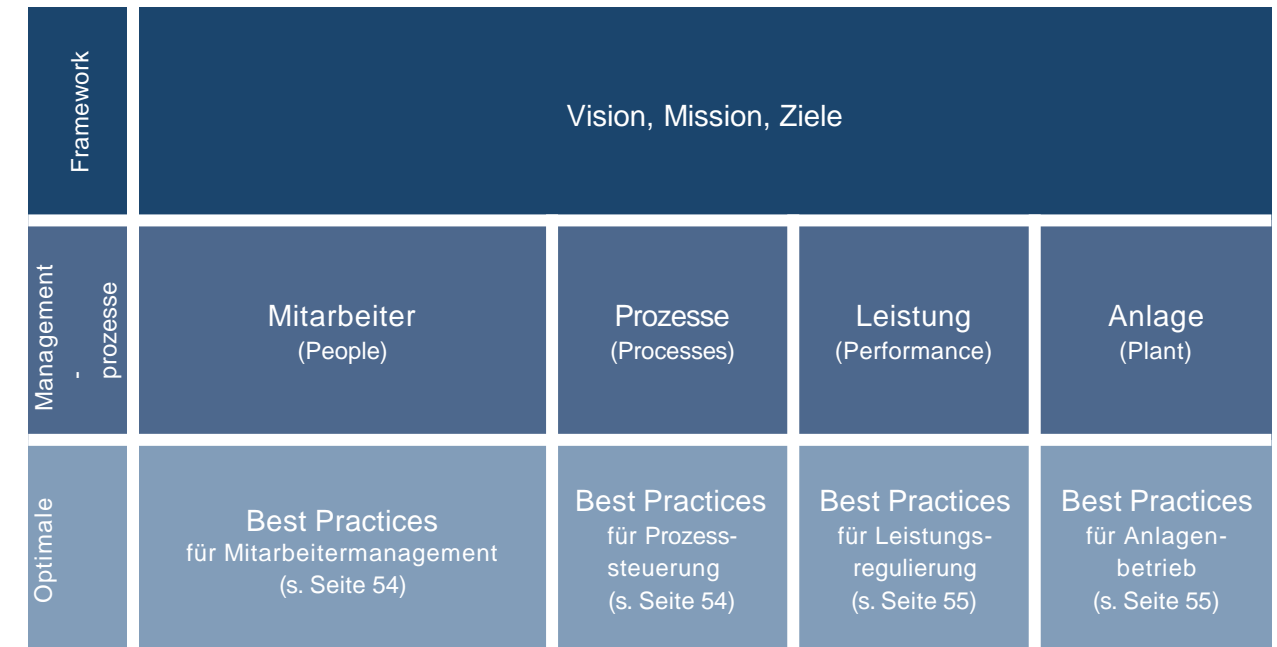 Framework
Vision, Mission, Ziele
Management
-
prozesse
Mitarbeiter
(People)
Prozesse
(Processes)
Leistung
(Performance)
Anlage
(Plant)
Optimale
Best Practices
für Mitarbeitermanagement
(s. Seite 54)
Best Practices
für Prozess-
steuerung
(s. Seite 54)
Best Practices
für Leistungs-
regulierung
(s. Seite 55)
Best Practices
für Anlagen-
betrieb
(s. Seite 55)